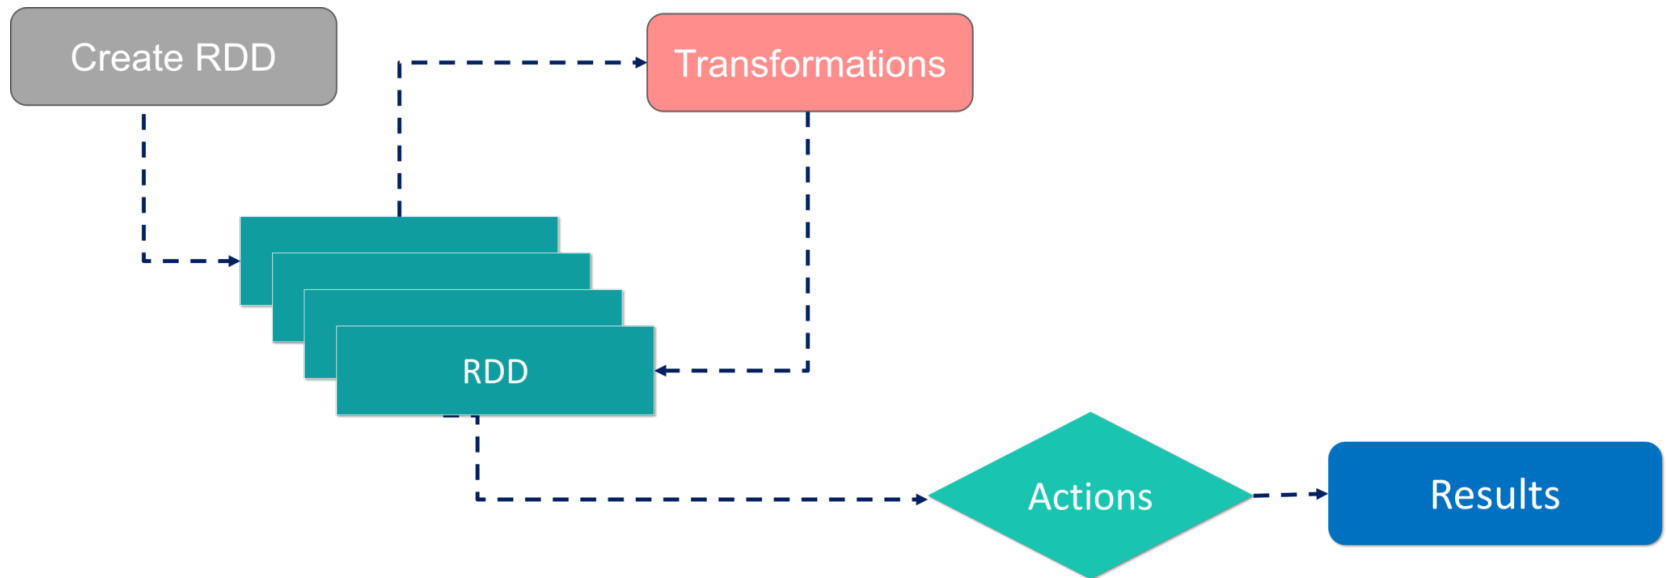 Create RDD
Transformations
RDD
Actions
Results